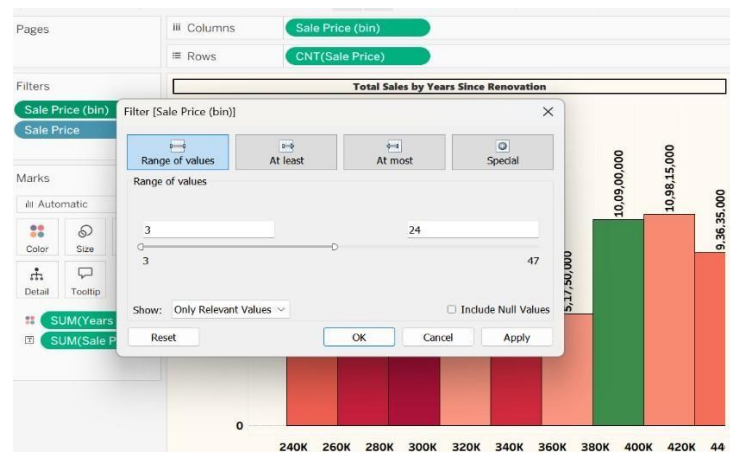 Pages
iii Columns
Sale Price (bin)
Rows
CNT(Sale Price)
Filters
Sale Price (bin)
Sale Price
Total Sales by Years Since Renovation
Filter [Sale Price (bin)]
Range of values
At least
At most
Special
Range of values
3
24
3
47
Show: Only Relevant Values
Include Null Values
Reset
OK
Cancel
Apply
Marks
Automatic
Color
Size
Detail
Tooltip
SUM(Years
SUM(Sale P
5,17,50,000
10,09,00,000
10,98,15,000
9,36,35,000
0
240K 260K 280K 300K 320K 340K 360K 380K 400K 420K 44